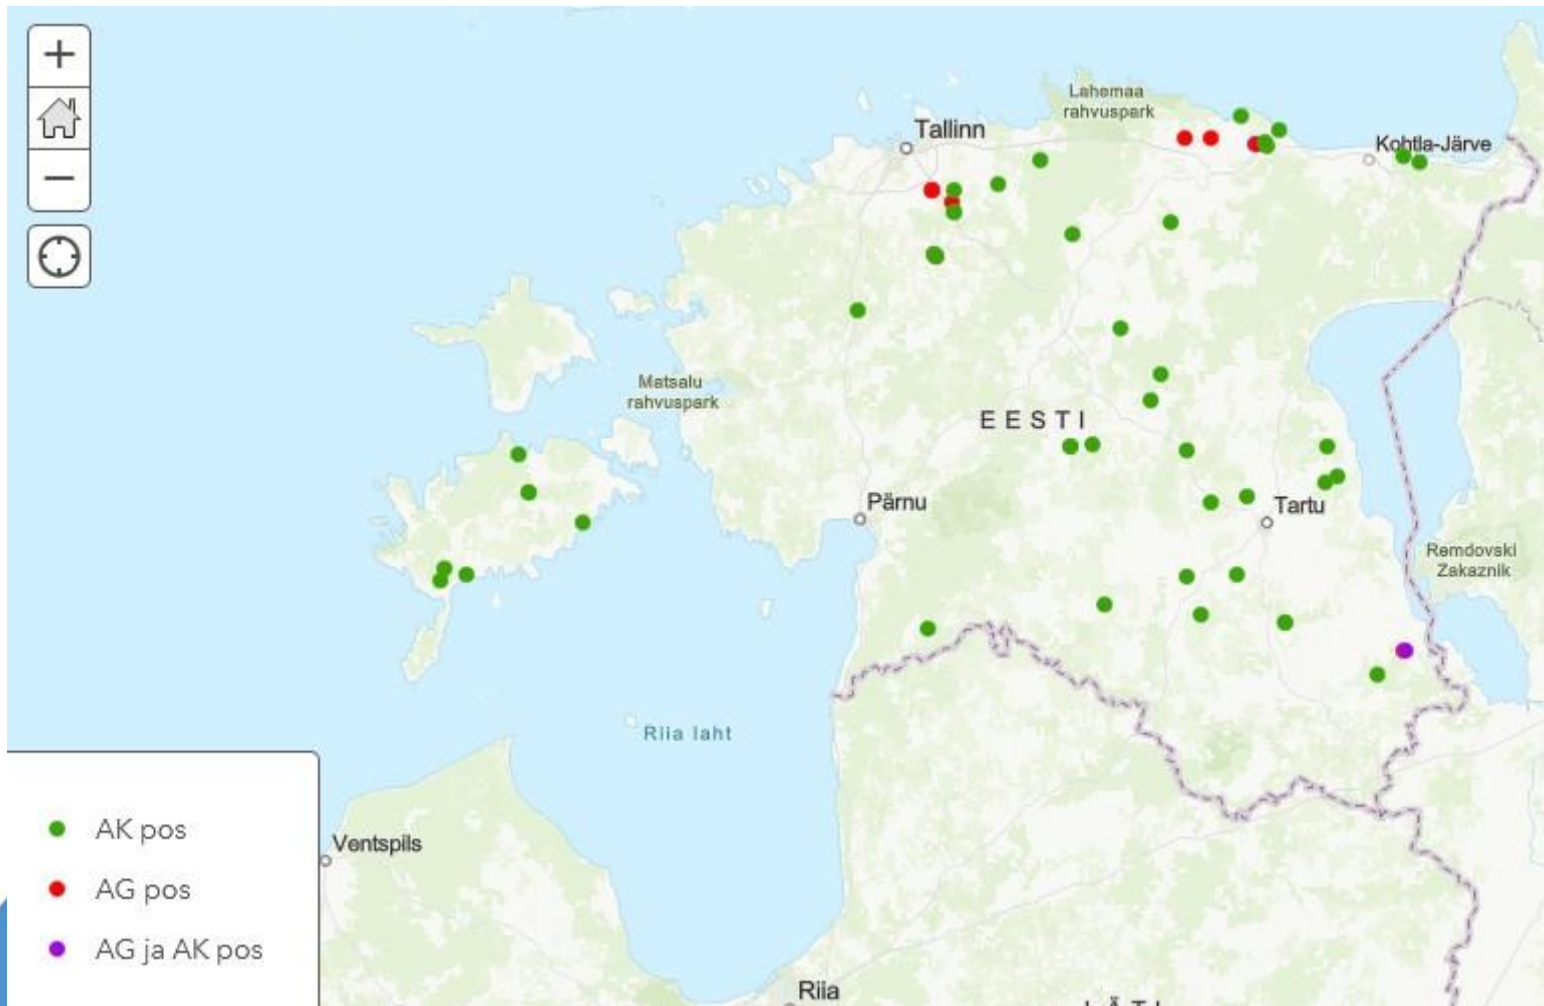 +
−
Lahemaa
rahvuspark
Tallinn
Kohtla-Järve
Matsalu
rahvuspark
EESTI
Pärnu
Tartu
Remdovski
Zakaznik
Riia laht
AK pos
AG pos
AG ja AK pos
Ventspils
Riia